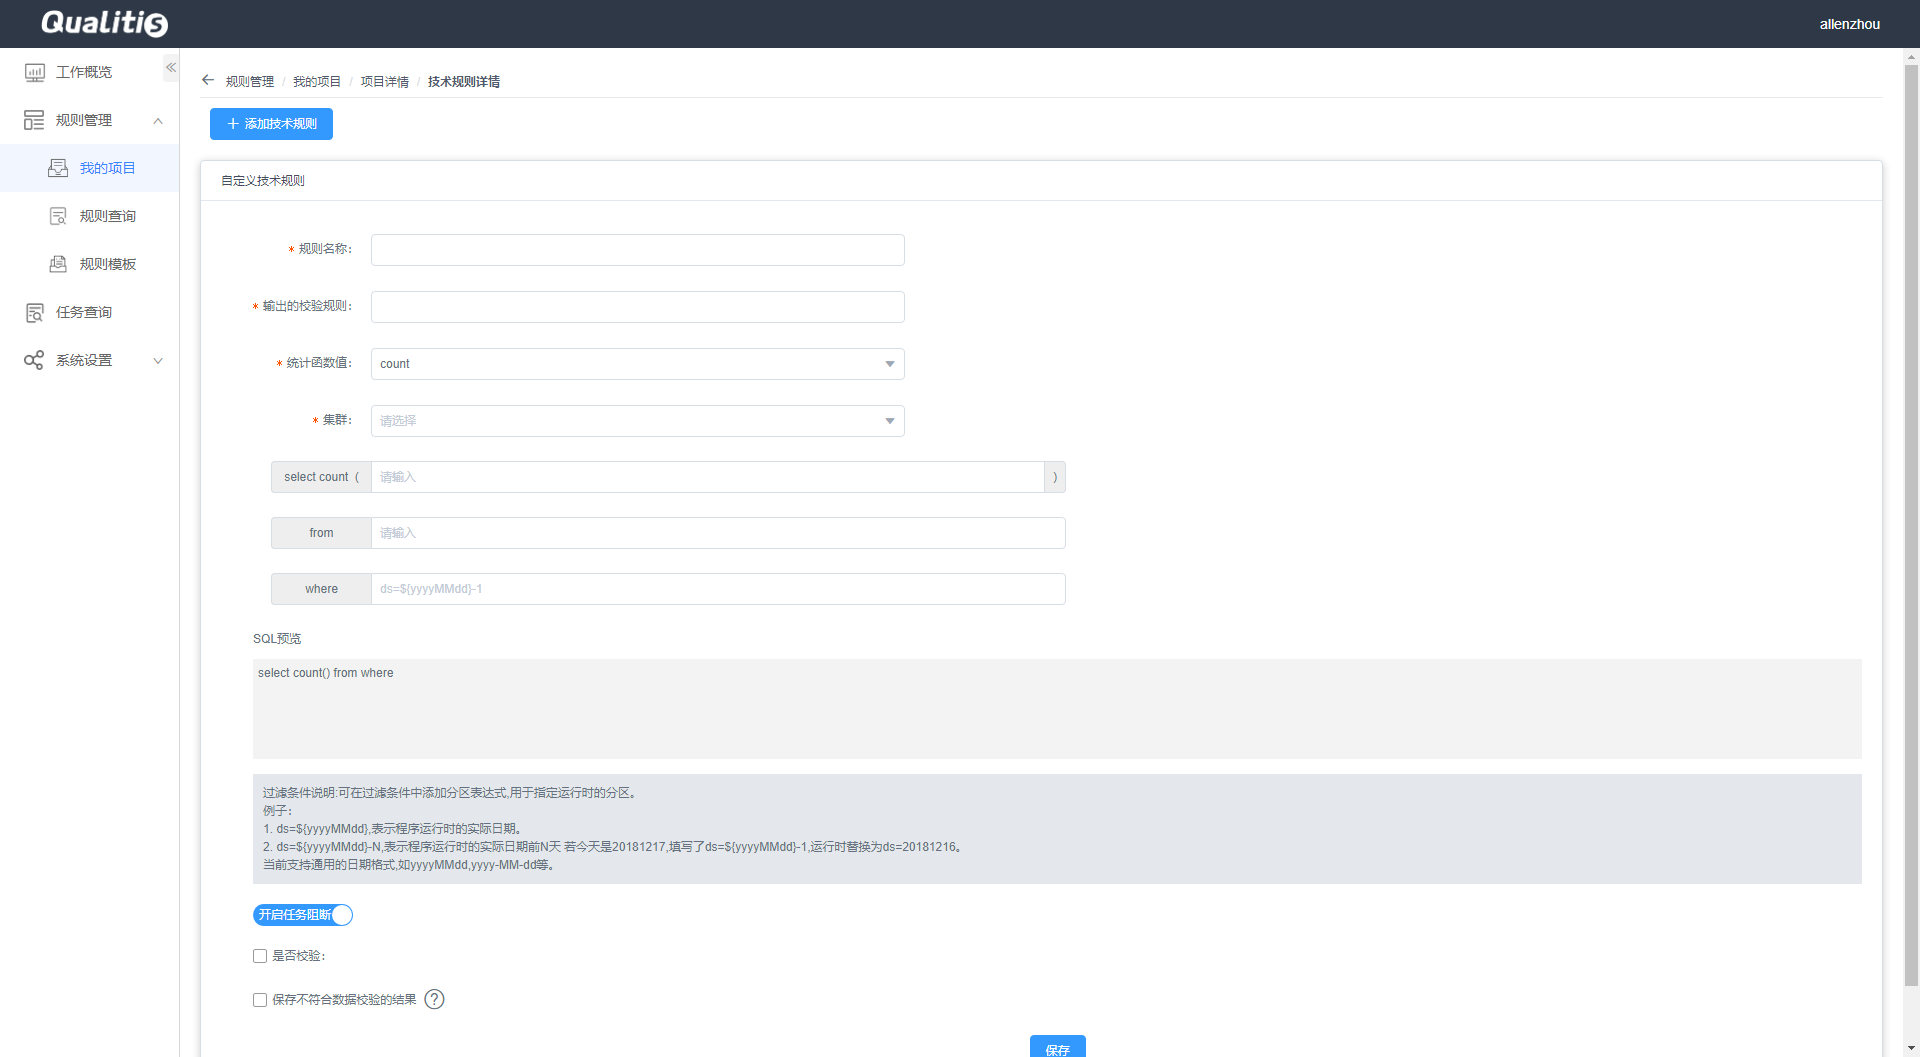 Qualitis
allenzhou
工作概览
规则管理
我的项目
规则查询
规则模板
任务查询
系统设置
规则管理 / 我的项目 / 项目详情 / 技术规则详情
添加技术规则
自定义技术规则
* 规则名称:
* 输出的校验规则:
* 统计函数值: count
* 集群: 请选择
select count ( 请输入 )
from 请输入
where ds=${yyyyMMdd}-1
SQL预览
select count() from where
过滤条件说明:可在过滤条件中添加分区表达式,用于指定运行时的分区。
例子:
1. ds=${yyyyMMdd},表示程序运行时的实际日期。
2. ds=${yyyyMMdd}-N,表示程序运行时的实际日期前N天 若今天是20181217,填写了ds=${yyyyMMdd}-1,运行时替换为ds=20181216。
当前支持通用的日期格式,如yyyyMMdd,yyyy-MM-dd等。
开启任务阻断
是否校验:
保存不符合数据校验的结果 ?
保存